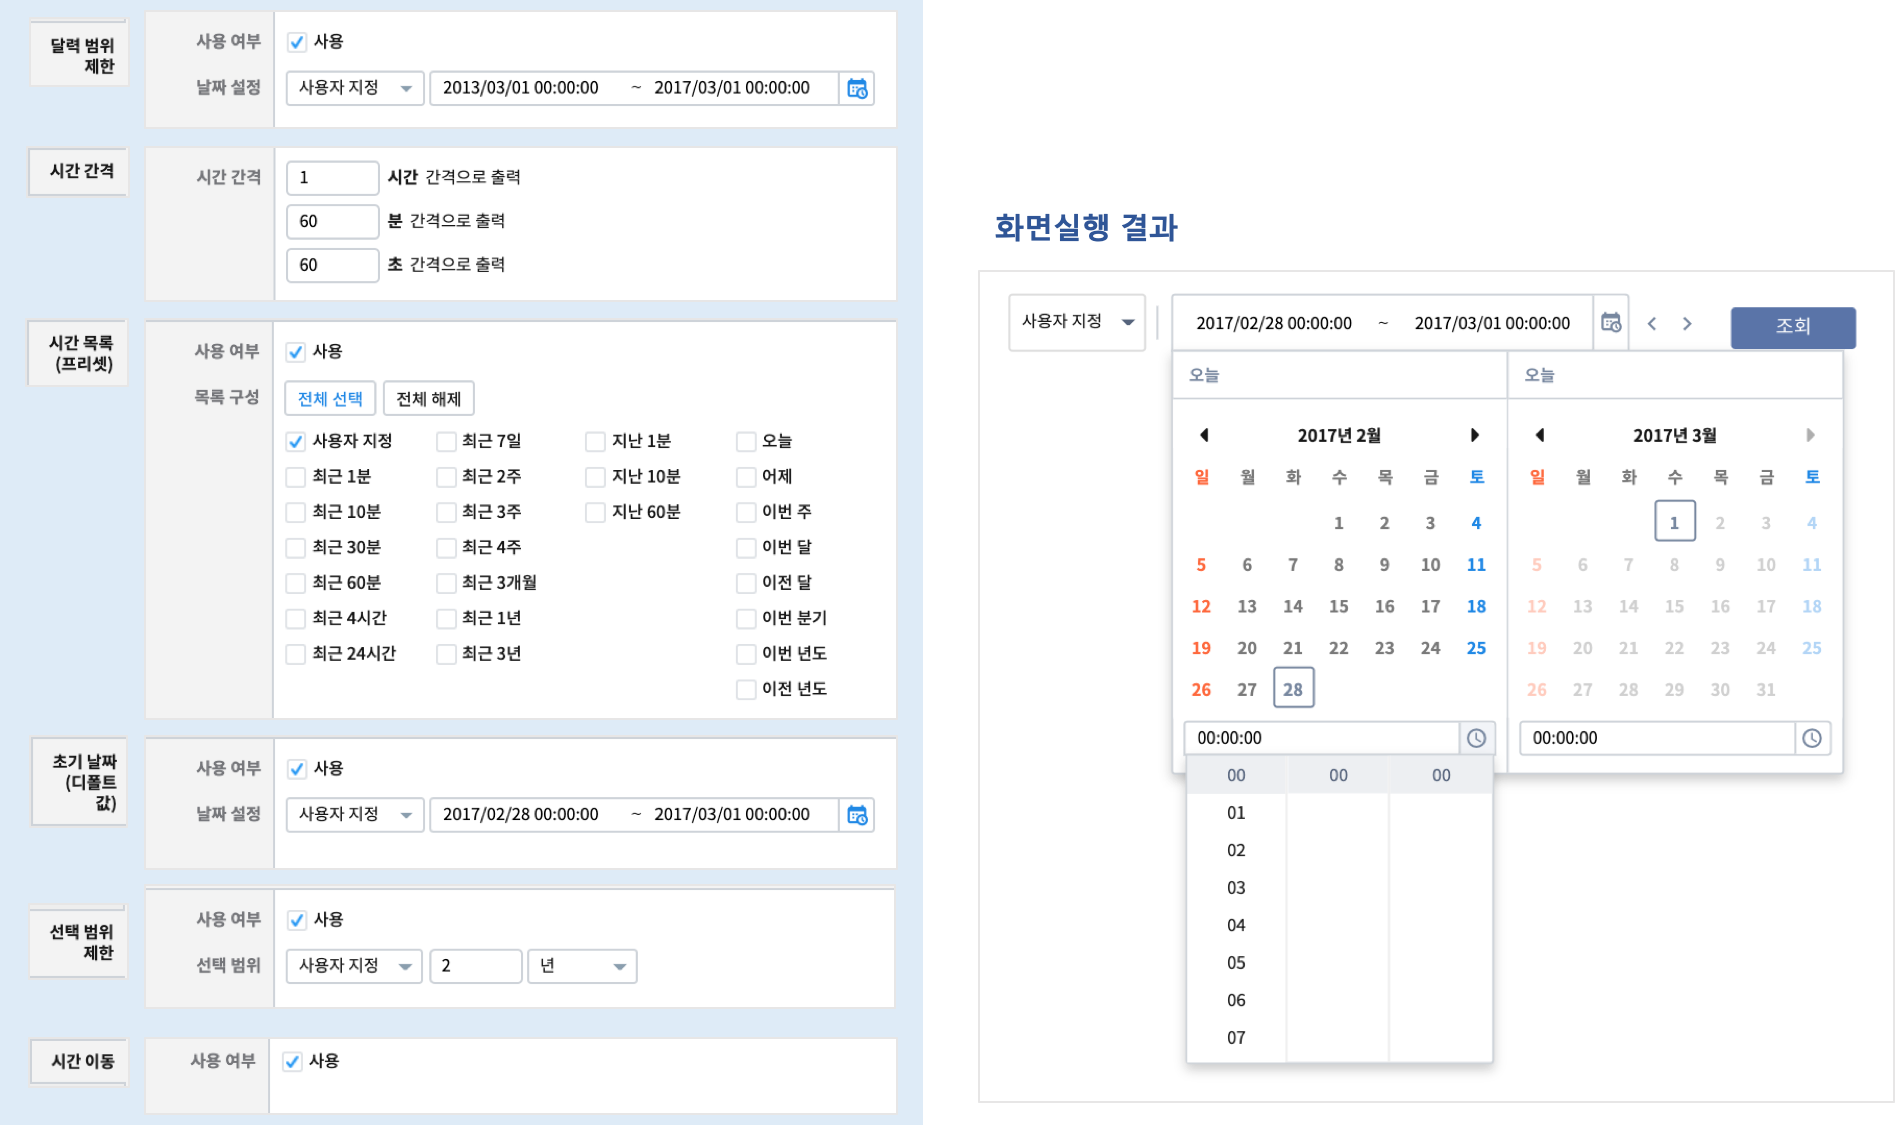 달력 범위
제한
사용 여부
사용
날짜 설정
사용자 지정
2013/03/01 00:00:00 ~ 2017/03/01 00:00:00
시간 간격
시간 간격
1 시간 간격으로 출력
60 분 간격으로 출력
60 초 간격으로 출력
시간 목록
(프리셋)
사용 여부
사용
목록 구성
전체 선택 전체 해제
사용자 지정 최근 7일 지난 1분 오늘
최근 1분 최근 2주 지난 10분 어제
최근 10분 최근 3주 지난 60분 이번 주
최근 30분 최근 4주 이번 달
최근 60분 최근 3개월 이전 달
최근 4시간 최근 1년 이번 분기
최근 24시간 최근 3년 이번 년도
이전 년도
초기 날짜
(디폴트
값)
사용 여부
사용
날짜 설정
사용자 지정
2017/02/28 00:00:00 ~ 2017/03/01 00:00:00
선택 범위
제한
사용 여부
사용
선택 범위
사용자 지정 2 년
시간 이동
사용 여부
사용
화면실행 결과
사용자 지정
2017/02/28 00:00:00 ~ 2017/03/01 00:00:00
조회
오늘
2017년 2월
일 월 화 수 목 금 토
1 2 3 4
5 6 7 8 9 10 11
12 13 14 15 16 17 18
19 20 21 22 23 24 25
26 27 28
00:00:00
00 00 00
01
02
03
04
05
06
07
오늘
2017년 3월
일 월 화 수 목 금 토
1 2 3 4
5 6 7 8 9 10 11
12 13 14 15 16 17 18
19 20 21 22 23 24 25
26 27 28 29 30 31
00:00:00